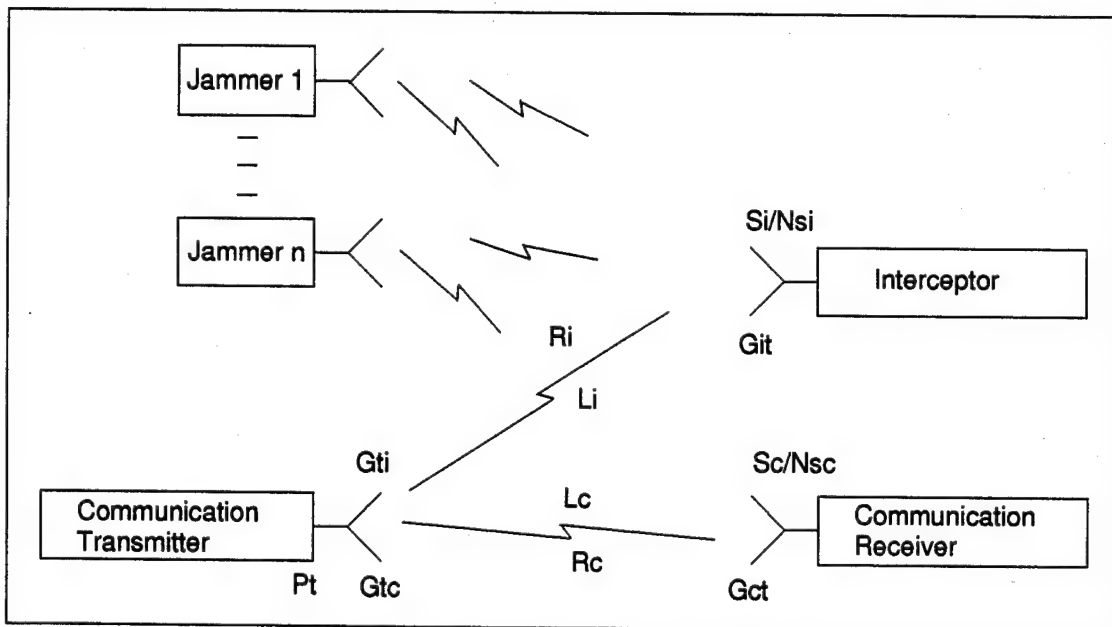 Jammer 1
Jammer n
Si/Nsi
Interceptor
Ri
Git
Li
Gti
Sc/Nsc
Communication
Transmitter
Lc
Communication
Receiver
Rc
Pt
Gtc
Gct